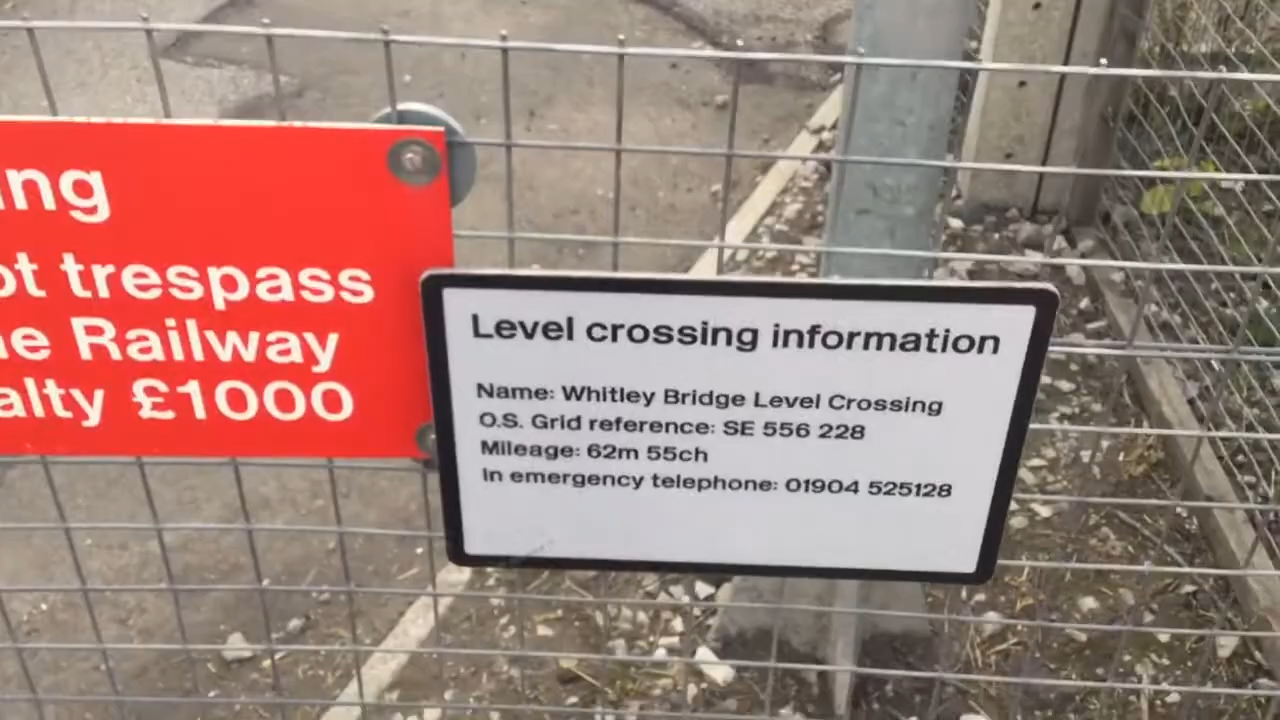 ing
ot trespass
e Railway
alty £1000
Level crossing information
Name: Whitley Bridge Level Crossing
O.S. Grid reference: SE 556 228
Mileage: 62m 55ch
In emergency telephone: 01904 525128